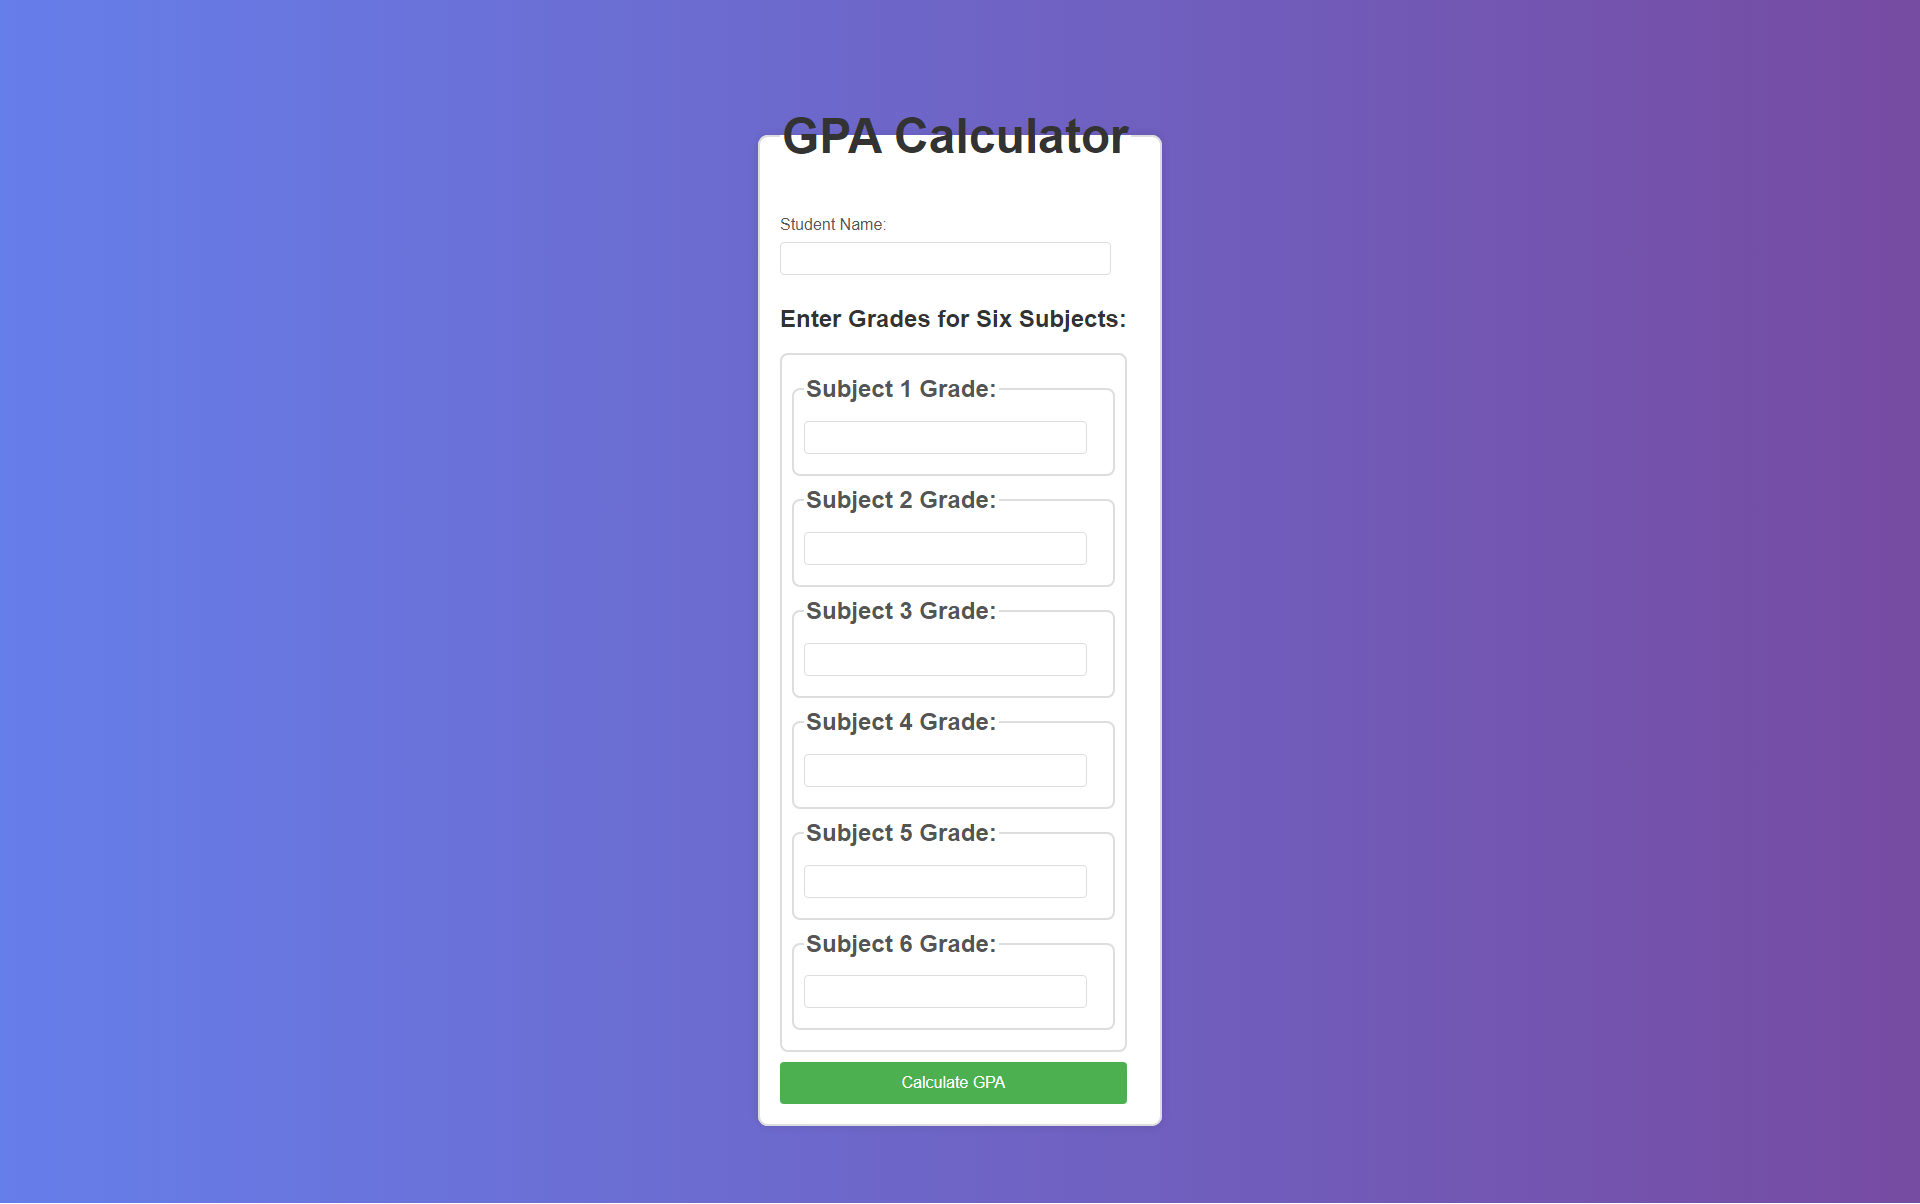 GPA Calculator
Student Name:
Enter Grades for Six Subjects:
Subject 1 Grade:
Subject 2 Grade:
Subject 3 Grade:
Subject 4 Grade:
Subject 5 Grade:
Subject 6 Grade:
Calculate GPA